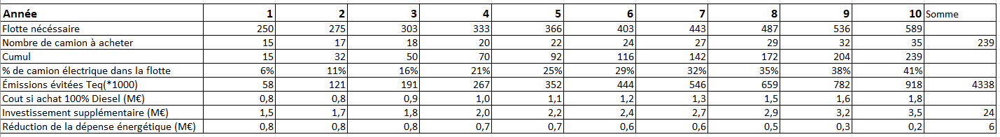 Année 1 2 3 4 5 6 7 8 9 10 Somme
Flotte nécéssaire 250 275 303 333 366 403 443 487 536 589
Nombre de camion à acheter 15 17 18 20 22 24 27 29 32 35 239
Cumul 15 32 50 70 92 116 142 172 204 239
% de camion électrique dans la flotte 6% 11% 16% 21% 25% 29% 32% 35% 38% 41%
Émissions évitées Teq(*1000) 58 121 191 267 352 444 546 659 782 918 4338
Cout si achat 100% Diesel (M€) 0,8 0,8 0,9 1,0 1,1 1,2 1,3 1,5 1,6 1,8
Investissement supplémentaire (M€) 1,5 1,7 1,8 2,0 2,2 2,4 2,7 2,9 3,2 3,5 24
Réduction de la dépense énergétique (M€) 0,8 0,8 0,8 0,7 0,7 0,6 0,6 0,5 0,3 0,2 6